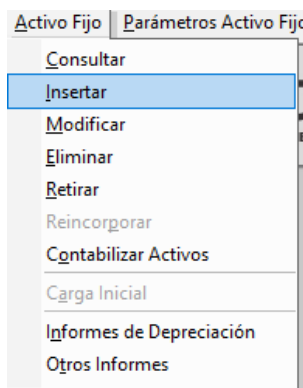 Activo Fijo Parámetros Activo Fijo
Consultar
Insertar
Modificar
Eliminar
Retirar
Reincorporar
Contabilizar Activos
Carga Inicial
Informes de Depreciación
Otros Informes